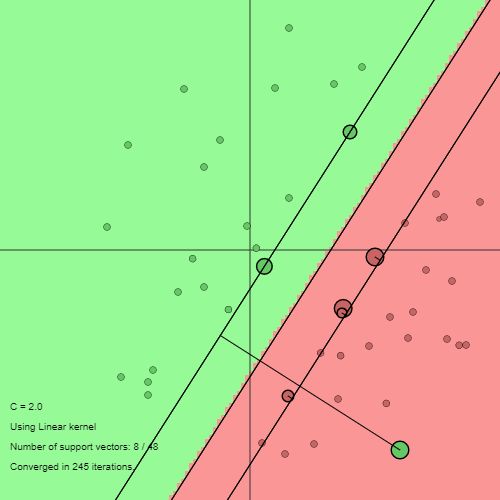 C = 2.0
Using Linear kernel
Number of support vectors: 8 / 48
Converged in 245 iterations.